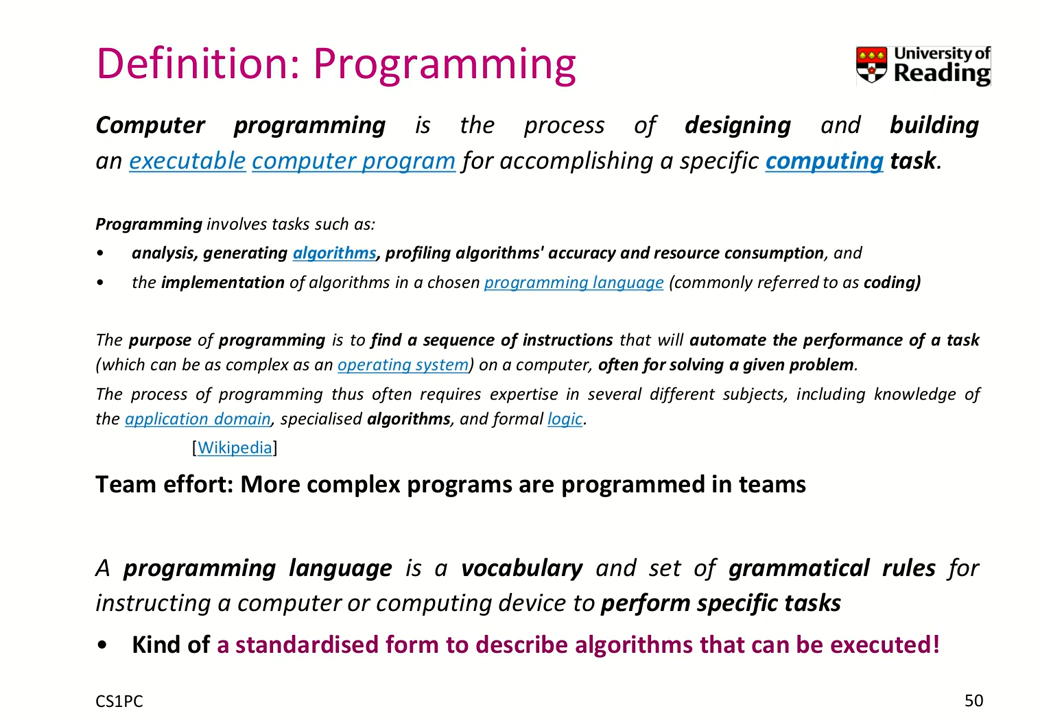 Definition: Programming
University of
Reading
Computer programming is the process of designing and building
an executable computer program for accomplishing a specific computing task.
Programming involves tasks such as:
• analysis, generating algorithms, profiling algorithms' accuracy and resource consumption, and
• the implementation of algorithms in a chosen programming language (commonly referred to as coding)
The purpose of programming is to find a sequence of instructions that will automate the performance of a task
(which can be as complex as an operating system) on a computer, often for solving a given problem.
The process of programming thus often requires expertise in several different subjects, including knowledge of
the application domain, specialised algorithms, and formal logic.
[Wikipedia]
Team effort: More complex programs are programmed in teams
A programming language is a vocabulary and set of grammatical rules for
instructing a computer or computing device to perform specific tasks
• Kind of a standardised form to describe algorithms that can be executed!
CS1PC
50